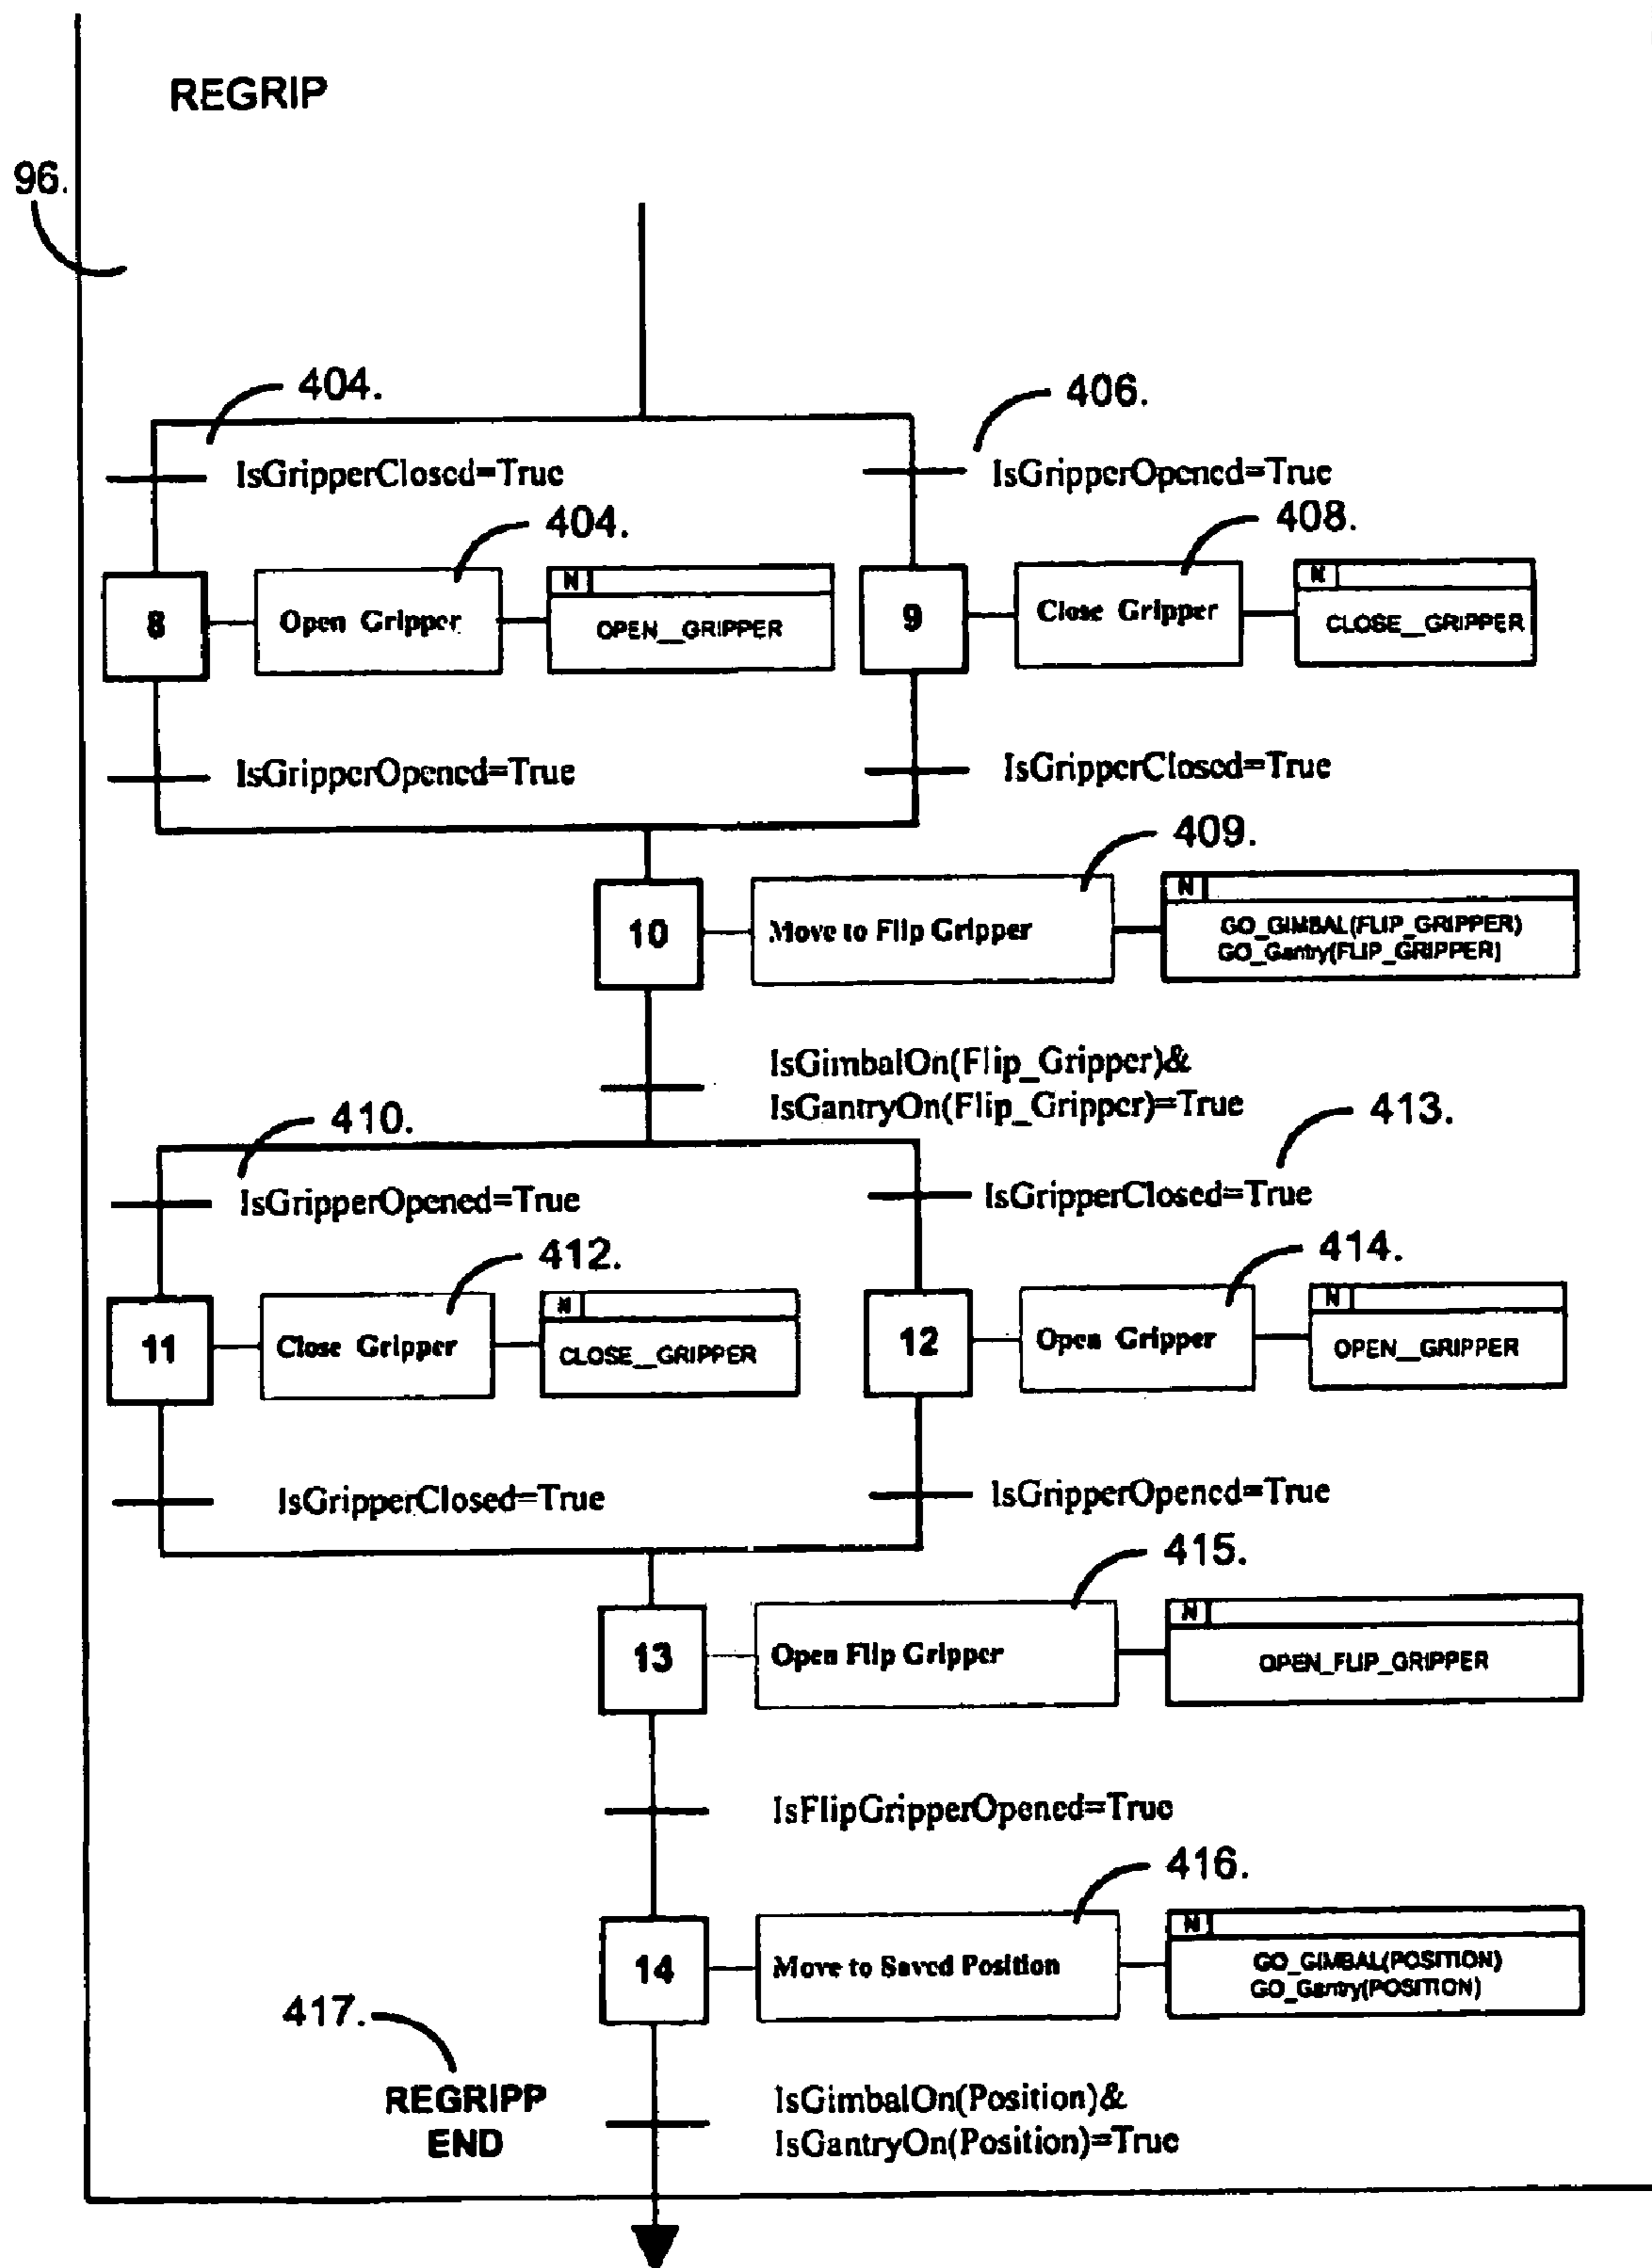 REGRIP
96.
404.
406.
IsGripperClosed=True
IsGripperOpened=True
404.
408.
8
Open Gripper
N
OPEN__GRIPPER
9
Close Gripper
N
CLOSE__GRIPPER
IsGripperOpened=True
IsGripperClosed=True
409.
10
Move to Flip Gripper
N
GO_GIMBAL(FLIP_GRIPPER)
GO_Gantry(FLIP_GRIPPER)
IsGimbalOn(Flip_Gripper)&
IsGantryOn(Flip_Gripper)=True
410.
413.
IsGripperOpened=True
IsGripperClosed=True
412.
414.
11
Close Gripper
N
CLOSE__GRIPPER
12
Open Gripper
N
OPEN__GRIPPER
IsGripperClosed=True
IsGripperOpened=True
415.
13
Open Flip Gripper
N
OPEN_FLIP_GRIPPER
IsFlipGripperOpened=True
416.
14
Move to Saved Position
N
GO_GIMBAL(POSITION)
GO_Gantry(POSITION)
417.
REGRIPP
END
IsGimbalOn(Position)&
IsGantryOn(Position)=True